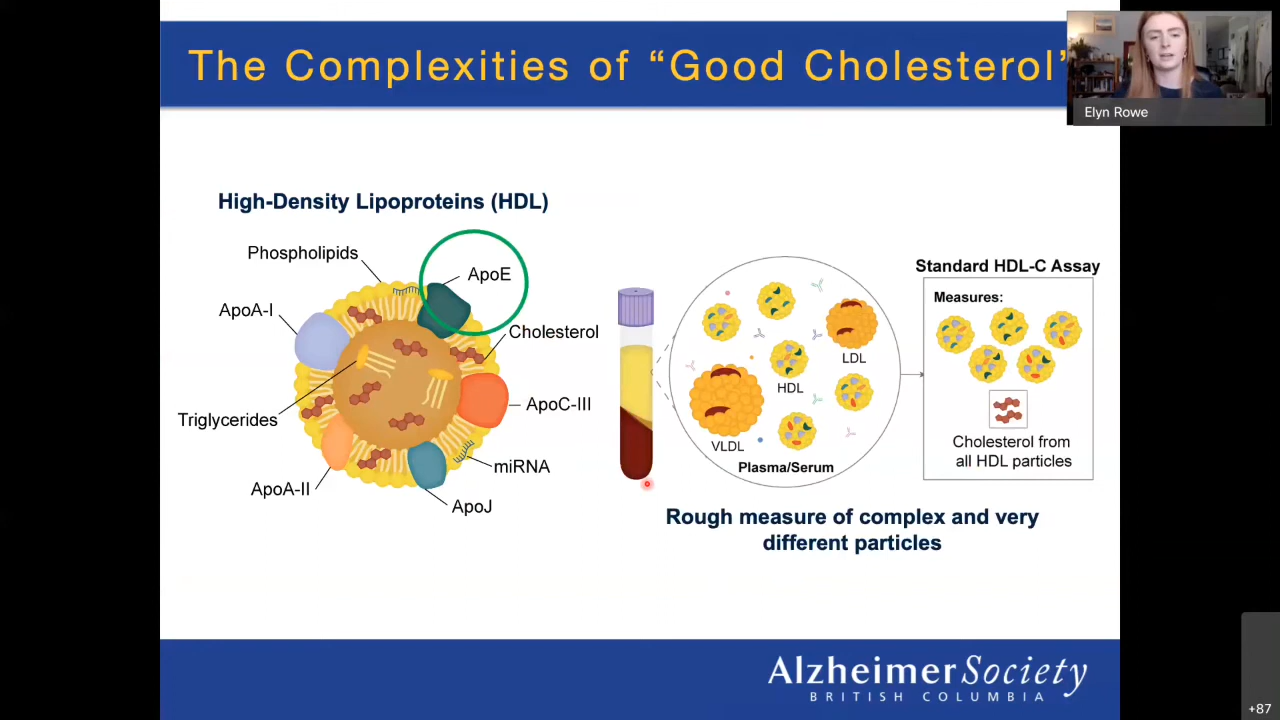 The Complexities of “Good Cholesterol”
Elyn Rowe
High-Density Lipoproteins (HDL)
Phospholipids
ApoE
ApoA-I
Cholesterol
Triglycerides
ApoC-III
miRNA
ApoA-II
ApoJ
LDL
HDL
VLDL
Plasma/Serum
Standard HDL-C Assay
Measures:
Cholesterol from
all HDL particles
Rough measure of complex and very
different particles
AlzheimerSociety
BRITISH COLUMBIA
+87